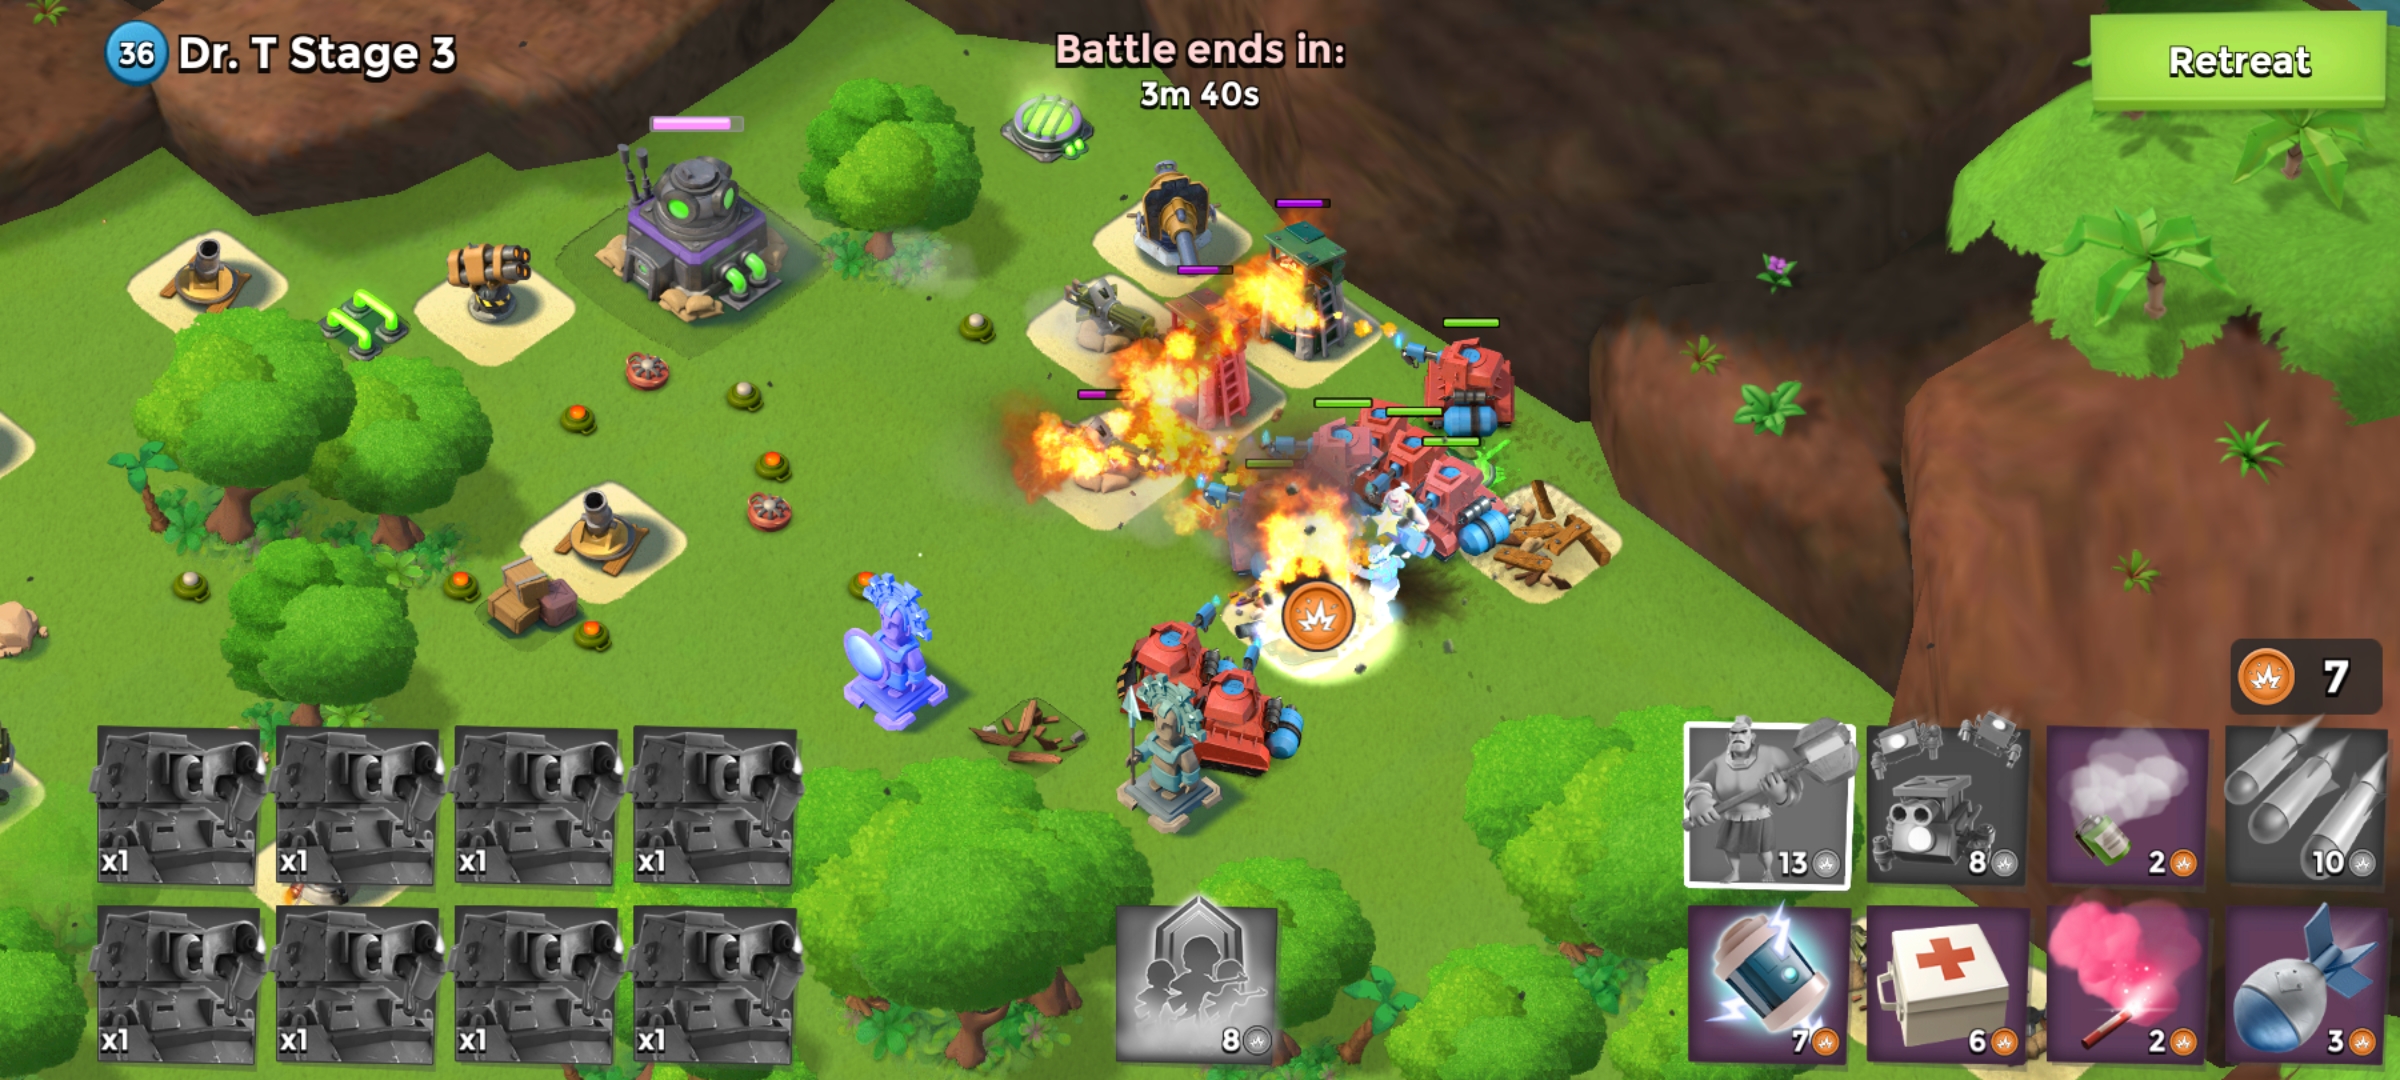 36 Dr. T Stage 3
Battle ends in:
3m 40s
Retreat
7
x1 x1 x1 x1
13 8 2 10
x1 x1 x1 x1
8
7 6 2 3